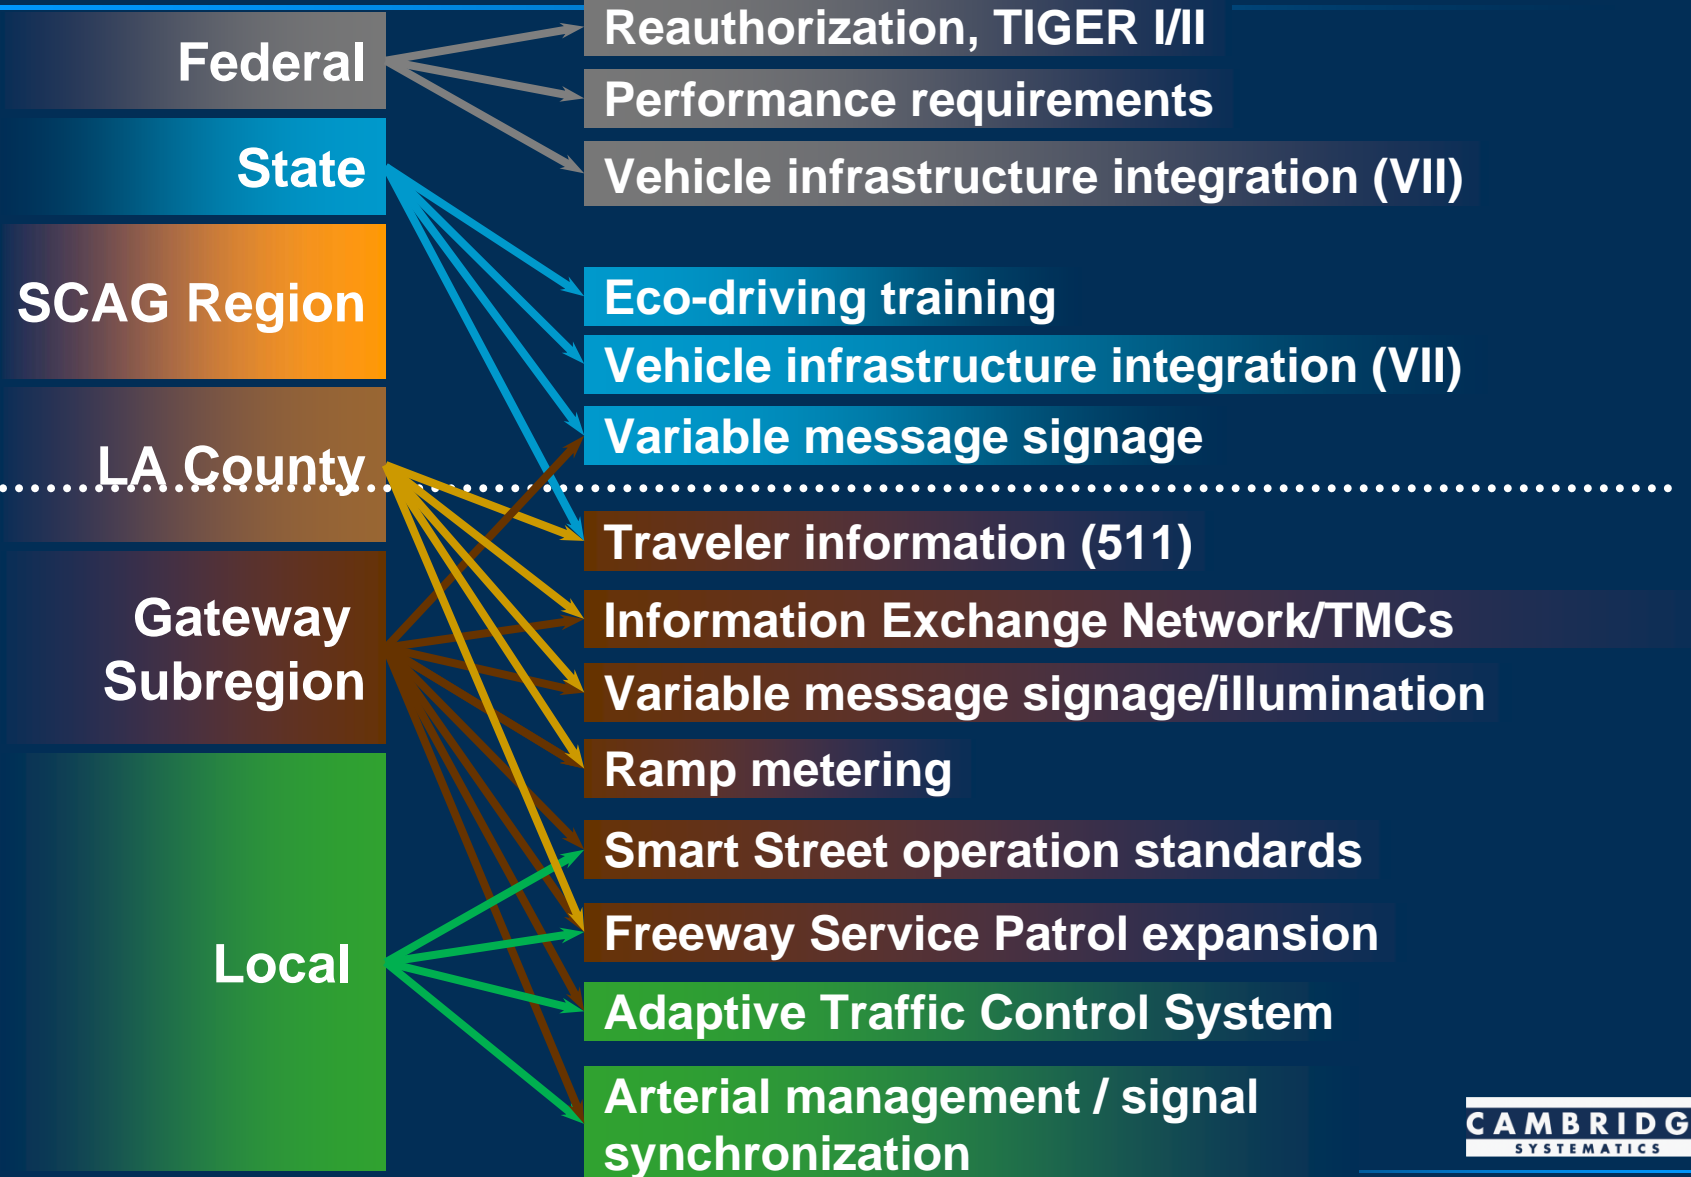 Federal
State
SCAG Region
LA County
Gateway
Subregion
Local
Reauthorization, TIGER I/II
Performance requirements
Vehicle infrastructure integration (VII)
Eco-driving training
Vehicle infrastructure integration (VII)
Variable message signage
Traveler information (511)
Information Exchange Network/TMCs
Variable message signage/illumination
Ramp metering
Smart Street operation standards
Freeway Service Patrol expansion
Adaptive Traffic Control System
Arterial management / signal
synchronization
CAMBRIDG
SYSTEMATICS